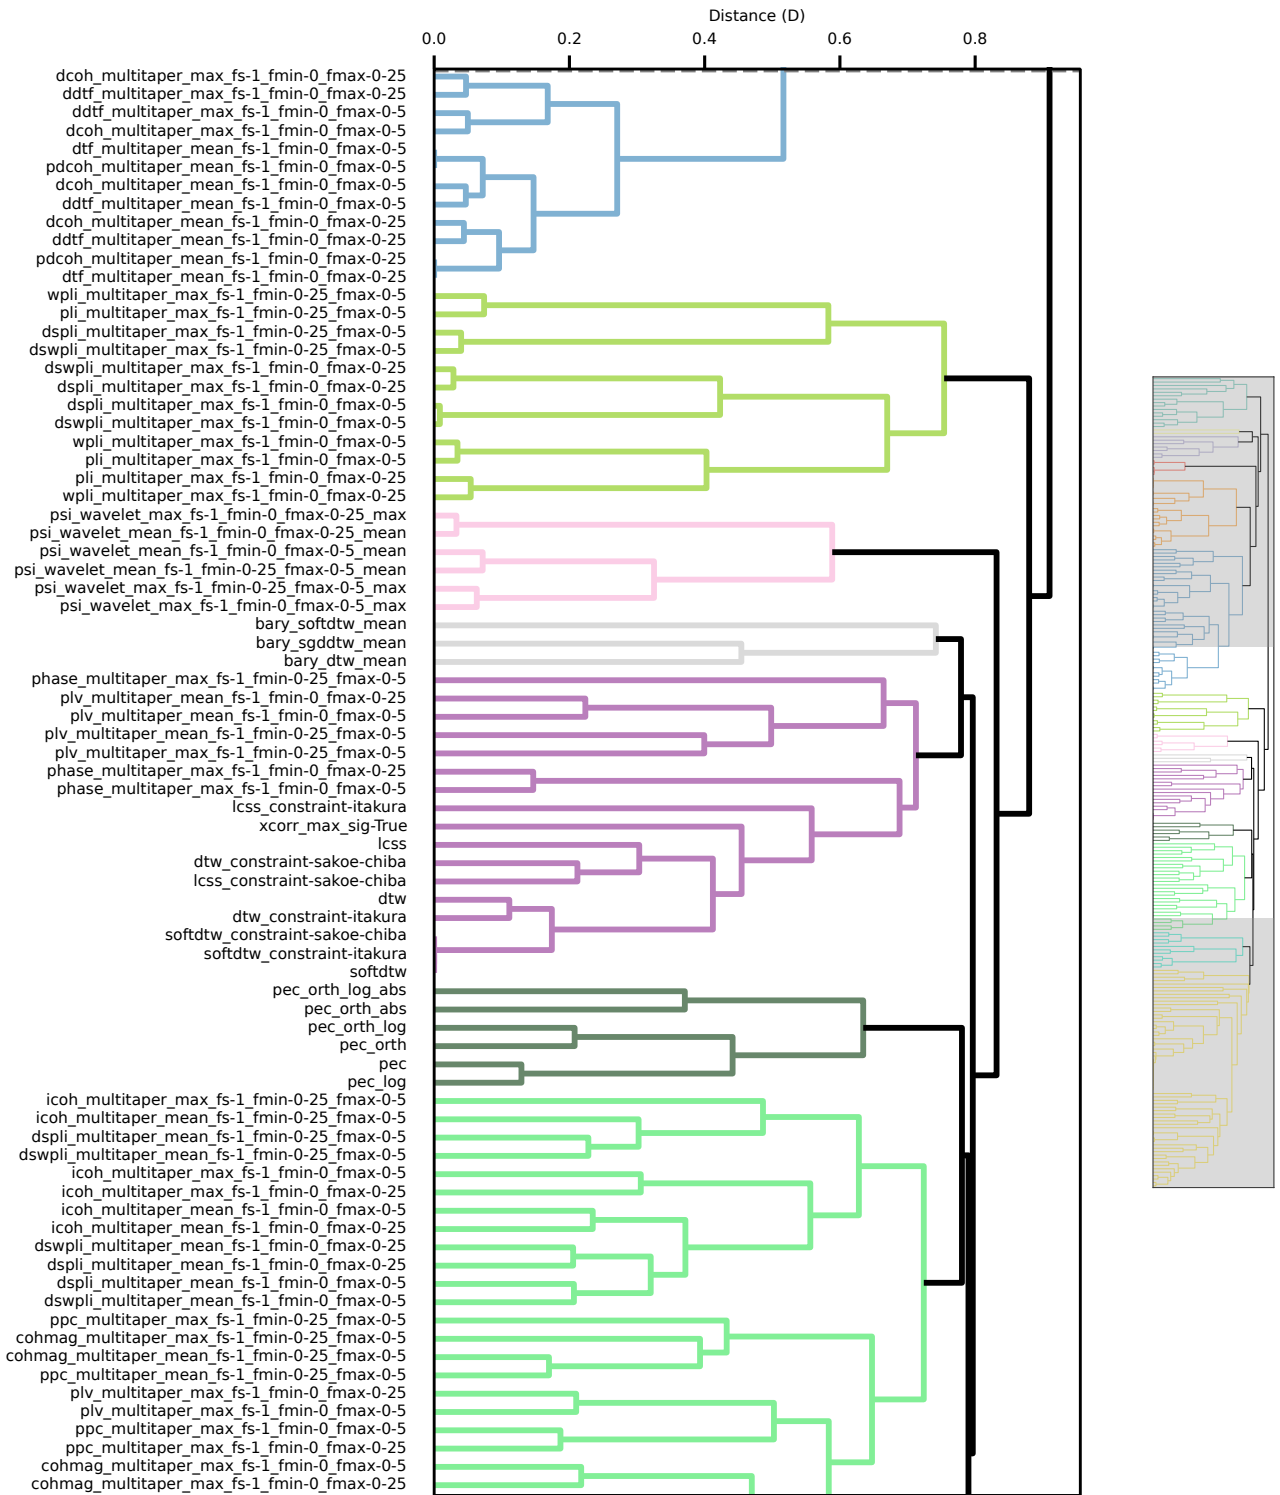 Distance (D)
0.0 0.2 0.4 0.6 0.8
dcoh_multitaper_max_fs-1_fmin-0_fmax-0-25
ddtf_multitaper_max_fs-1_fmin-0_fmax-0-25
ddtf_multitaper_max_fs-1_fmin-0_fmax-0-5
dcoh_multitaper_max_fs-1_fmin-0_fmax-0-5
dtf_multitaper_mean_fs-1_fmin-0_fmax-0-5
pdcoh_multitaper_mean_fs-1_fmin-0_fmax-0-5
dcoh_multitaper_mean_fs-1_fmin-0_fmax-0-5
ddtf_multitaper_mean_fs-1_fmin-0_fmax-0-5
dcoh_multitaper_mean_fs-1_fmin-0_fmax-0-25
ddtf_multitaper_mean_fs-1_fmin-0_fmax-0-25
pdcoh_multitaper_mean_fs-1_fmin-0_fmax-0-25
dtf_multitaper_mean_fs-1_fmin-0_fmax-0-25
wpli_multitaper_max_fs-1_fmin-0-25_fmax-0-5
pli_multitaper_max_fs-1_fmin-0-25_fmax-0-5
dspli_multitaper_max_fs-1_fmin-0-25_fmax-0-5
dswpli_multitaper_max_fs-1_fmin-0-25_fmax-0-5
dswpli_multitaper_max_fs-1_fmin-0_fmax-0-25
dspli_multitaper_max_fs-1_fmin-0_fmax-0-25
dspli_multitaper_max_fs-1_fmin-0_fmax-0-5
dswpli_multitaper_max_fs-1_fmin-0_fmax-0-5
wpli_multitaper_max_fs-1_fmin-0_fmax-0-5
pli_multitaper_max_fs-1_fmin-0_fmax-0-5
pli_multitaper_max_fs-1_fmin-0_fmax-0-25
wpli_multitaper_max_fs-1_fmin-0_fmax-0-25
psi_wavelet_max_fs-1_fmin-0_fmax-0-25_max
psi_wavelet_mean_fs-1_fmin-0_fmax-0-25_mean
psi_wavelet_mean_fs-1_fmin-0_fmax-0-5_mean
psi_wavelet_mean_fs-1_fmin-0-25_fmax-0-5_mean
psi_wavelet_max_fs-1_fmin-0-25_fmax-0-5_max
psi_wavelet_max_fs-1_fmin-0_fmax-0-5_max
bary_softdtw_mean
bary_sgddtw_mean
bary_dtw_mean
phase_multitaper_max_fs-1_fmin-0-25_fmax-0-5
plv_multitaper_mean_fs-1_fmin-0_fmax-0-25
plv_multitaper_mean_fs-1_fmin-0_fmax-0-5
plv_multitaper_mean_fs-1_fmin-0-25_fmax-0-5
plv_multitaper_max_fs-1_fmin-0-25_fmax-0-5
phase_multitaper_max_fs-1_fmin-0_fmax-0-25
phase_multitaper_max_fs-1_fmin-0_fmax-0-5
lcss_constraint-itakura
xcorr_max_sig-True
lcss
dtw_constraint-sakoe-chiba
lcss_constraint-sakoe-chiba
dtw
dtw_constraint-itakura
softdtw_constraint-sakoe-chiba
softdtw_constraint-itakura
softdtw
pec_orth_log_abs
pec_orth_abs
pec_orth_log
pec_orth
pec
pec_log
icoh_multitaper_max_fs-1_fmin-0-25_fmax-0-5
icoh_multitaper_mean_fs-1_fmin-0-25_fmax-0-5
dspli_multitaper_mean_fs-1_fmin-0-25_fmax-0-5
dswpli_multitaper_mean_fs-1_fmin-0-25_fmax-0-5
icoh_multitaper_max_fs-1_fmin-0_fmax-0-5
icoh_multitaper_max_fs-1_fmin-0_fmax-0-25
icoh_multitaper_mean_fs-1_fmin-0_fmax-0-5
icoh_multitaper_mean_fs-1_fmin-0_fmax-0-25
dswpli_multitaper_mean_fs-1_fmin-0_fmax-0-25
dspli_multitaper_mean_fs-1_fmin-0_fmax-0-25
dspli_multitaper_mean_fs-1_fmin-0_fmax-0-5
dswpli_multitaper_mean_fs-1_fmin-0_fmax-0-5
ppc_multitaper_max_fs-1_fmin-0-25_fmax-0-5
cohmag_multitaper_max_fs-1_fmin-0-25_fmax-0-5
cohmag_multitaper_mean_fs-1_fmin-0-25_fmax-0-5
ppc_multitaper_mean_fs-1_fmin-0-25_fmax-0-5
plv_multitaper_max_fs-1_fmin-0_fmax-0-25
plv_multitaper_max_fs-1_fmin-0_fmax-0-5
ppc_multitaper_max_fs-1_fmin-0_fmax-0-5
ppc_multitaper_max_fs-1_fmin-0_fmax-0-25
cohmag_multitaper_max_fs-1_fmin-0_fmax-0-5
cohmag_multitaper_max_fs-1_fmin-0_fmax-0-25